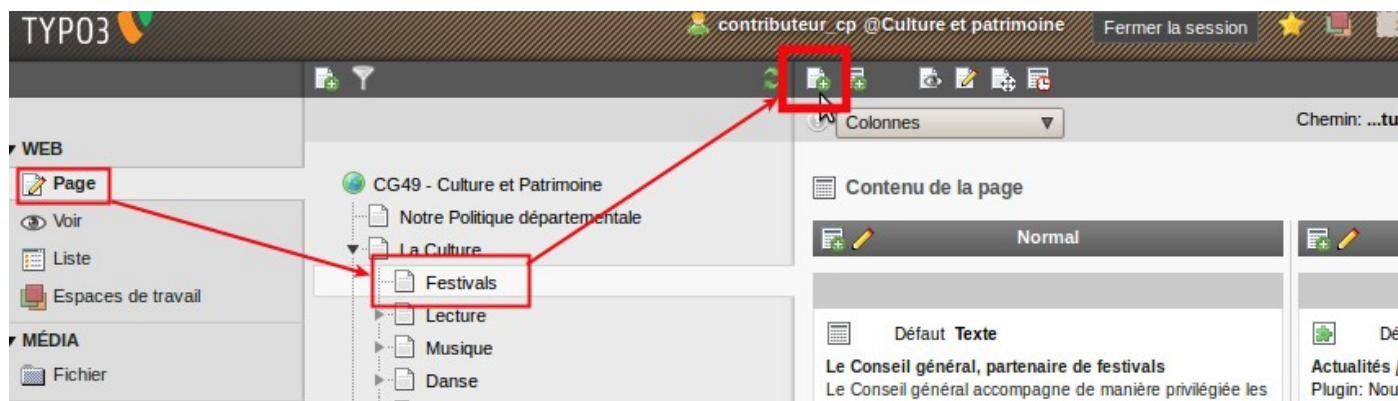 TYPO3
contributeur_cp @Culture et patrimoine
Fermer la session
Colonnes
Chemin: ...tu
WEB
Page
Voir
Liste
Espaces de travail
MÉDIA
Fichier
CG49 - Culture et Patrimoine
Notre Politique départementale
La Culture
Festivals
Lecture
Musique
Danse
Contenu de la page
Normal
Défaut Texte
Le Conseil général, partenaire de festivals
Le Conseil général accompagne de manière privilégiée les
Dé
Actualités
Plugin: Nou